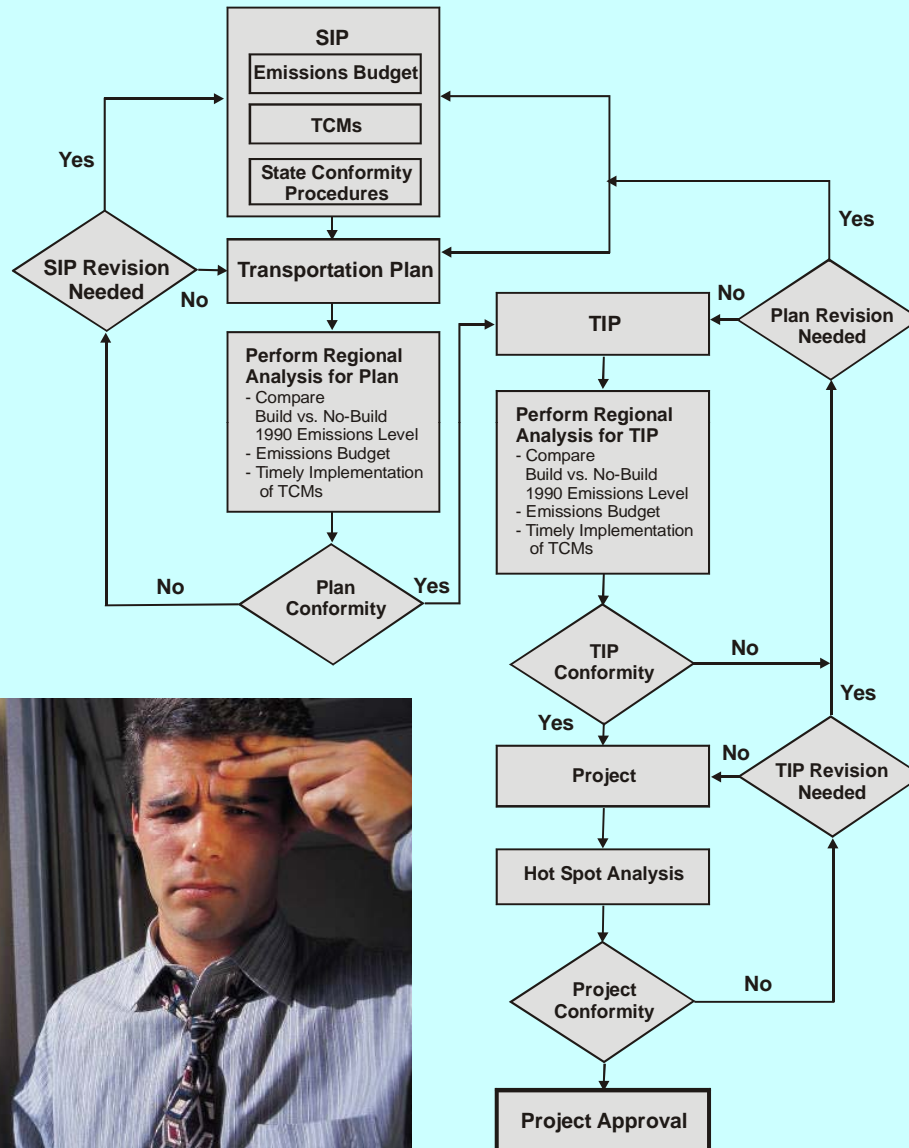 SIP
Emissions Budget
TCMs
State Conformity
Procedures
Yes
SIP Revision
Needed
No
Transportation Plan
Perform Regional
Analysis for Plan
- Compare
Build vs. No-Build
1990 Emissions Level
- Emissions Budget
- Timely Implementation
of TCMs
No
Plan
Conformity
Yes
Yes
Plan Revision
Needed
No
TIP
Perform Regional
Analysis for TIP
- Compare
Build vs. No-Build
1990 Emissions Level
- Emissions Budget
- Timely Implementation
of TCMs
TIP
Conformity
No
Yes
Yes
TIP Revision
Needed
No
Project
Hot Spot Analysis
Project
Conformity
No
Project Approval